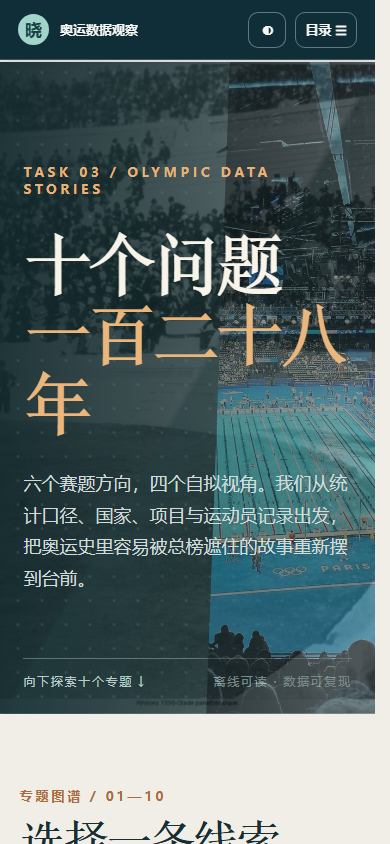 晓 奥运数据观察 目录
TASK 03 / OLYMPIC DATA
STORIES
十个问题
一百二十八
年
六个赛题方向，四个自拟视角。我们从统
计口径、国家、项目与运动员记录出发，
把奥运史里容易被总榜遮住的故事重新摆
到台前。
PARIS
向下探索十个专题 ↓ 离线可读 · 数据可复现
专题图谱 / 01—10
选择一条线索